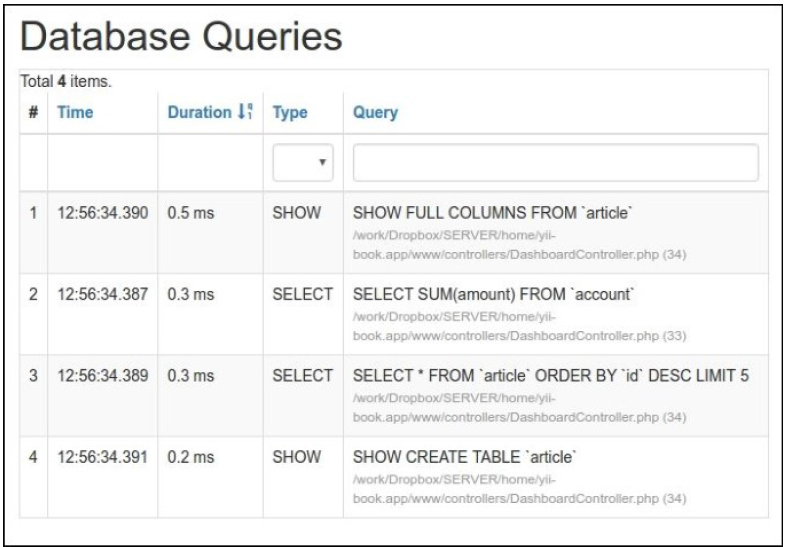 Database Queries
Total 4 items.
# Time Duration Type Query
1 12:56:34.390 0.5 ms SHOW SHOW FULL COLUMNS FROM `article`
/work/Dropbox/SERVER/home/yii-
book.app/www/controllers/DashboardController.php (34)
2 12:56:34.387 0.3 ms SELECT SELECT SUM(amount) FROM `account`
/work/Dropbox/SERVER/home/yii-
book.app/www/controllers/DashboardController.php (33)
3 12:56:34.389 0.3 ms SELECT SELECT * FROM `article` ORDER BY `id` DESC LIMIT 5
/work/Dropbox/SERVER/home/yii-
book.app/www/controllers/DashboardController.php (34)
4 12:56:34.391 0.2 ms SHOW SHOW CREATE TABLE `article`
/work/Dropbox/SERVER/home/yii-
book.app/www/controllers/DashboardController.php (34)